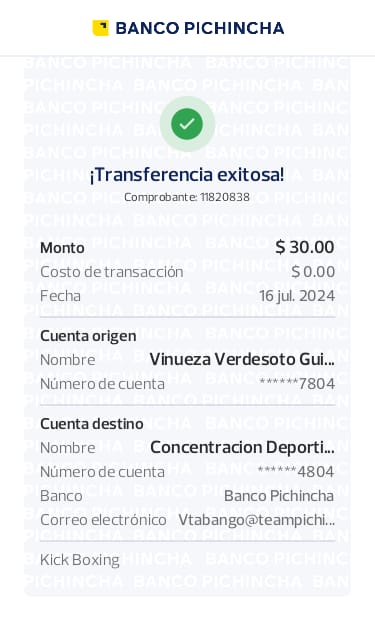 BANCO PICHINCHA
¡Transferencia exitosa!
Comprobante: 11820838
Monto $ 30.00
Costo de transacción $ 0.00
Fecha 16 jul. 2024
Cuenta origen
Nombre Vinueza Verdesoto Gui...
Número de cuenta ******7804
Cuenta destino
Nombre Concentracion Deporti...
Número de cuenta ******4804
Banco Banco Pichincha
Correo electrónico Vtabango@teampichi...
Kick Boxing